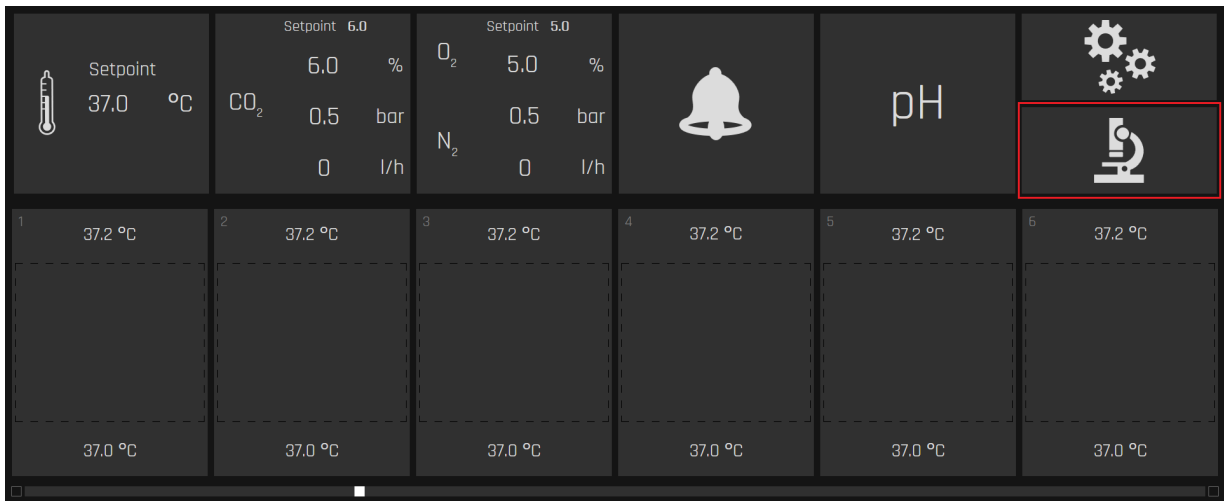 Setpoint
37.0 °C
Setpoint 6.0
CO₂
6.0 %
0.5 bar
0 l/h
Setpoint 5.0
O₂
5.0 %
N₂
0.5 bar
0 l/h
pH
1
37.2 °C
37.0 °C
2
37.2 °C
37.0 °C
3
37.2 °C
37.0 °C
4
37.2 °C
37.0 °C
5
37.2 °C
37.0 °C
6
37.2 °C
37.0 °C